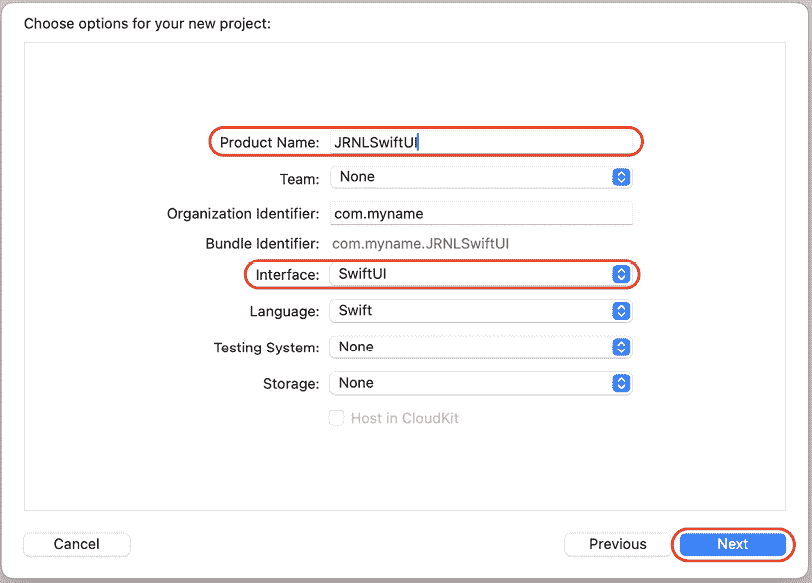 Choose options for your new project:
Product Name: JRNLSwiftUI
Team: None
Organization Identifier: com.myname
Bundle Identifier: com.myname.JRNLSwiftUI
Interface: SwiftUI
Language: Swift
Testing System: None
Storage: None
Host in CloudKit
Cancel Previous Next